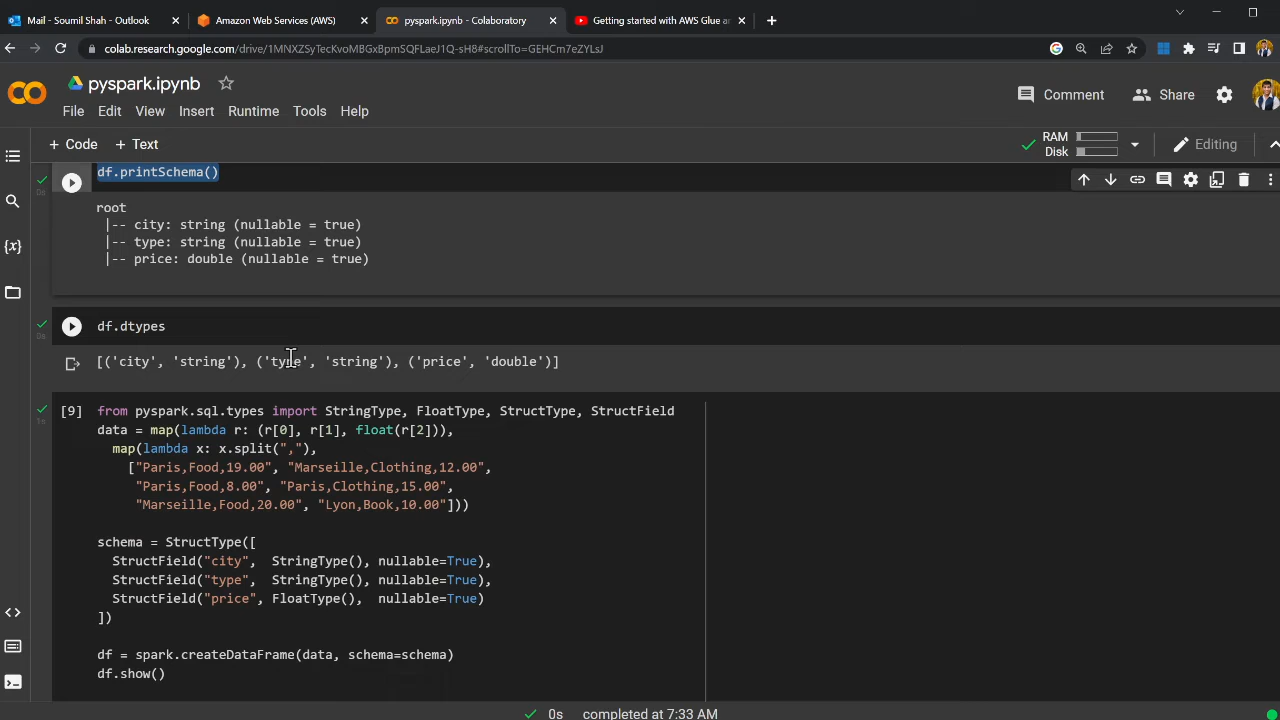 Mail - Soumil Shah - Outlook
Amazon Web Services (AWS)
pyspark.ipynb - Colaboratory
Getting started with AWS Glue ar
colab.research.google.com/drive/1MNXZSyTecKvoMBGxBpmSQFLaeJ1Q-sH8#scrollTo=GEHCm7eZYLsJ
pyspark.ipynb
File Edit View Insert Runtime Tools Help
Comment
Share
+ Code + Text
RAM
Disk
Editing
df.printSchema()
0s
root
|-- city: string (nullable = true)
|-- type: string (nullable = true)
|-- price: double (nullable = true)
df.dtypes
0s
[('city', 'string'), ('type', 'string'), ('price', 'double')]
[9] from pyspark.sql.types import StringType, FloatType, StructType, StructField
1s
data = map(lambda r: (r[0], r[1], float(r[2])),
map(lambda x: x.split(","),
["Paris,Food,19.00", "Marseille,Clothing,12.00",
"Paris,Food,8.00", "Paris,Clothing,15.00",
"Marseille,Food,20.00", "Lyon,Book,10.00"]))
schema = StructType([
StructField("city", StringType(), nullable=True),
StructField("type", StringType(), nullable=True),
StructField("price", FloatType(), nullable=True)
])
df = spark.createDataFrame(data, schema=schema)
df.show()
0s completed at 7:33 AM